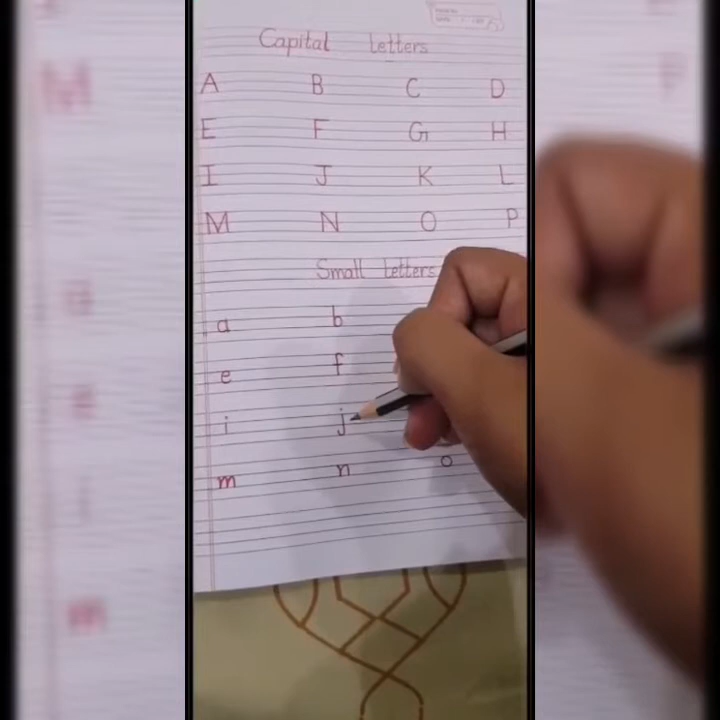 Capital Letters
A B C D
E F G H
I J K L
M N O P
Small Letters
a b
e f
i j
m n o